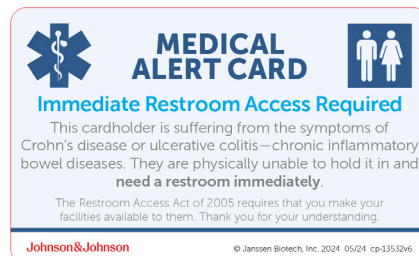 MEDICAL
ALERT CARD
Immediate Restroom Access Required
This cardholder is suffering from the symptoms of
Crohn's disease or ulcerative colitis—chronic inflammatory
bowel diseases. They are physically unable to hold it in and
need a restroom immediately.
The Restroom Access Act of 2005 requires that you make your
facilities available to them. Thank you for your understanding.
Johnson&Johnson
© Janssen Biotech, Inc. 2024 05/24 cp-13532v6